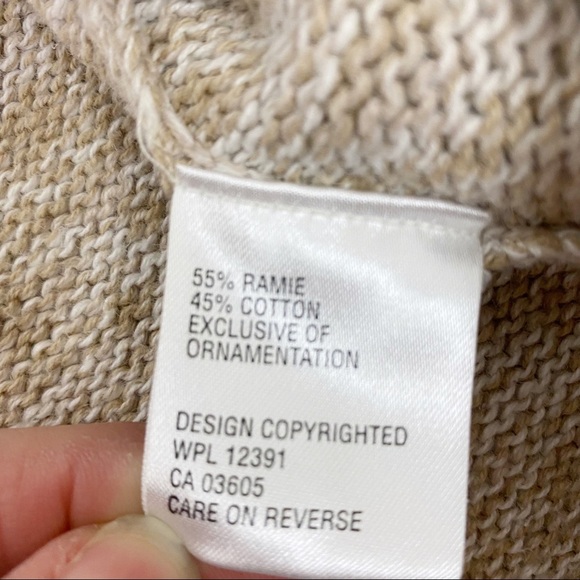 55% RAMIE
45% COTTON
EXCLUSIVE OF
ORNAMENTATION
DESIGN COPYRIGHTED
WPL 12391
CA 03605
CARE ON REVERSE